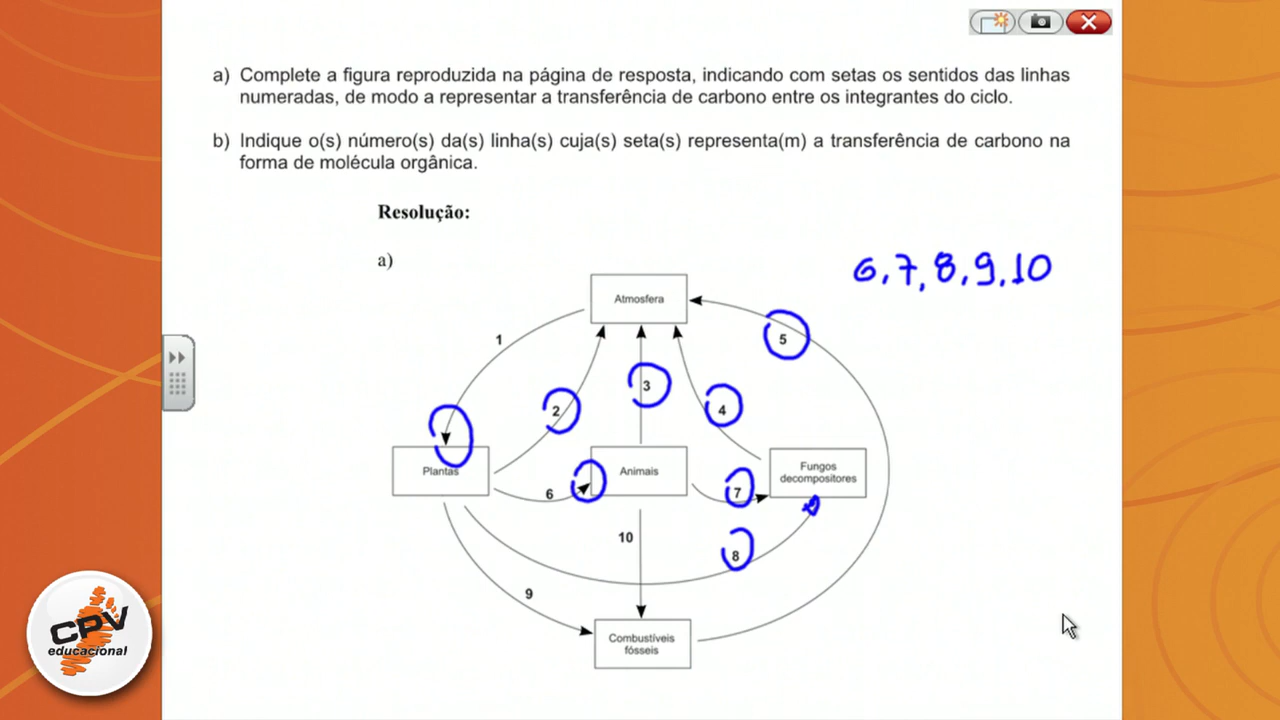 a) Complete a figura reproduzida na página de resposta, indicando com setas os sentidos das linhas
numeradas, de modo a representar a transferência de carbono entre os integrantes do ciclo.
b) Indique o(s) número(s) da(s) linha(s) cuja(s) seta(s) representa(m) a transferência de carbono na
forma de molécula orgânica.
Resolução:
a)
6, 7, 8, 9, 10
Atmosfera
1
5
2
3
4
Plantas
Animais
Fungos
decompositores
6
7
10
8
9
Combustíveis
fósseis
CPV
educacional